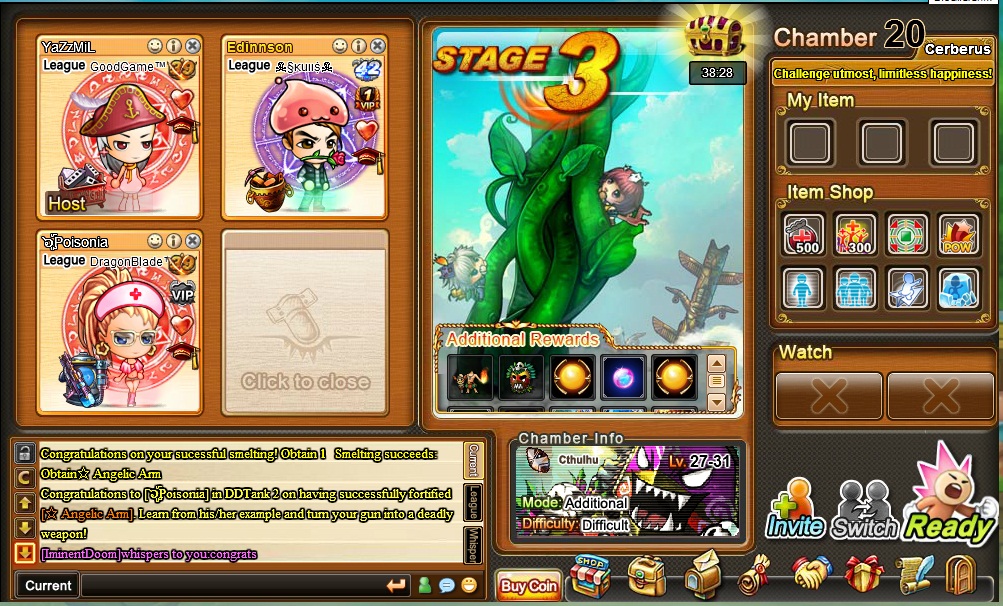 YaZzMiL
League GoodGame™
Host
Edinnson
League ☠§KuiiS☠
42
1
VIP
Poisonia
League DragonBlade™
VIP
Click to close
STAGE 3
38:28
Additional Rewards
Chamber 20
Cerberus
Challenge utmost, limitless happiness!
My Item
Item Shop
500
300
POW
Watch
Congratulations on your sucessful smelting! Obtain 1 Smelting succeeds:
Obtain☆ Angelic Arm
Congratulations to [Poisonia] in DDTank 2 on having successfully fortified
[☆ Angelic Arm]. Learn from his/her example and turn your gun into a deadly
weapon!
[IminentDoom]whispers to you:congrats
Current
League
Whisper
Current
Chamber Info
Cthulhu
Lv. 27-31
Mode: Additional
Difficulty: Difficult
Invite
Switch
Ready
Buy Coin
SHOP